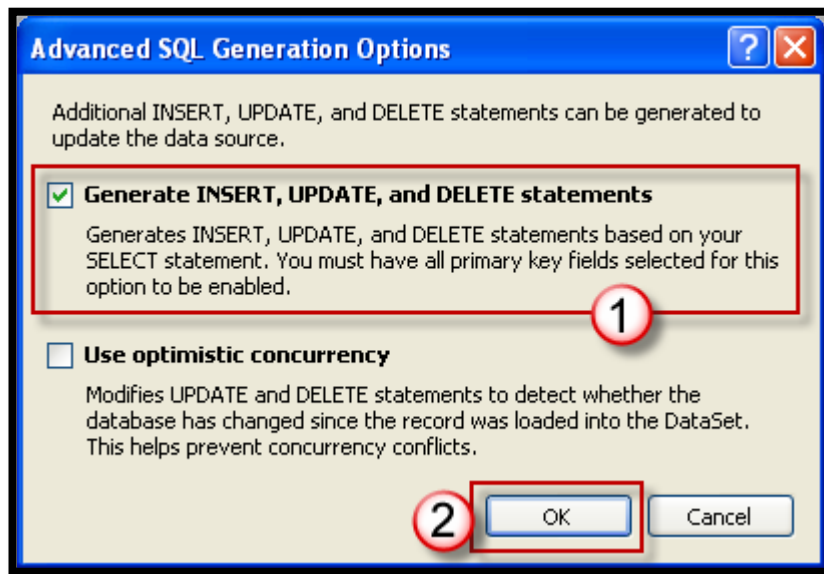 Advanced SQL Generation Options
Additional INSERT, UPDATE, and DELETE statements can be generated to
update the data source.
Generate INSERT, UPDATE, and DELETE statements
Generates INSERT, UPDATE, and DELETE statements based on your
SELECT statement. You must have all primary key fields selected for this
option to be enabled.
1
Use optimistic concurrency
Modifies UPDATE and DELETE statements to detect whether the
database has changed since the record was loaded into the DataSet.
This helps prevent concurrency conflicts.
2 OK Cancel